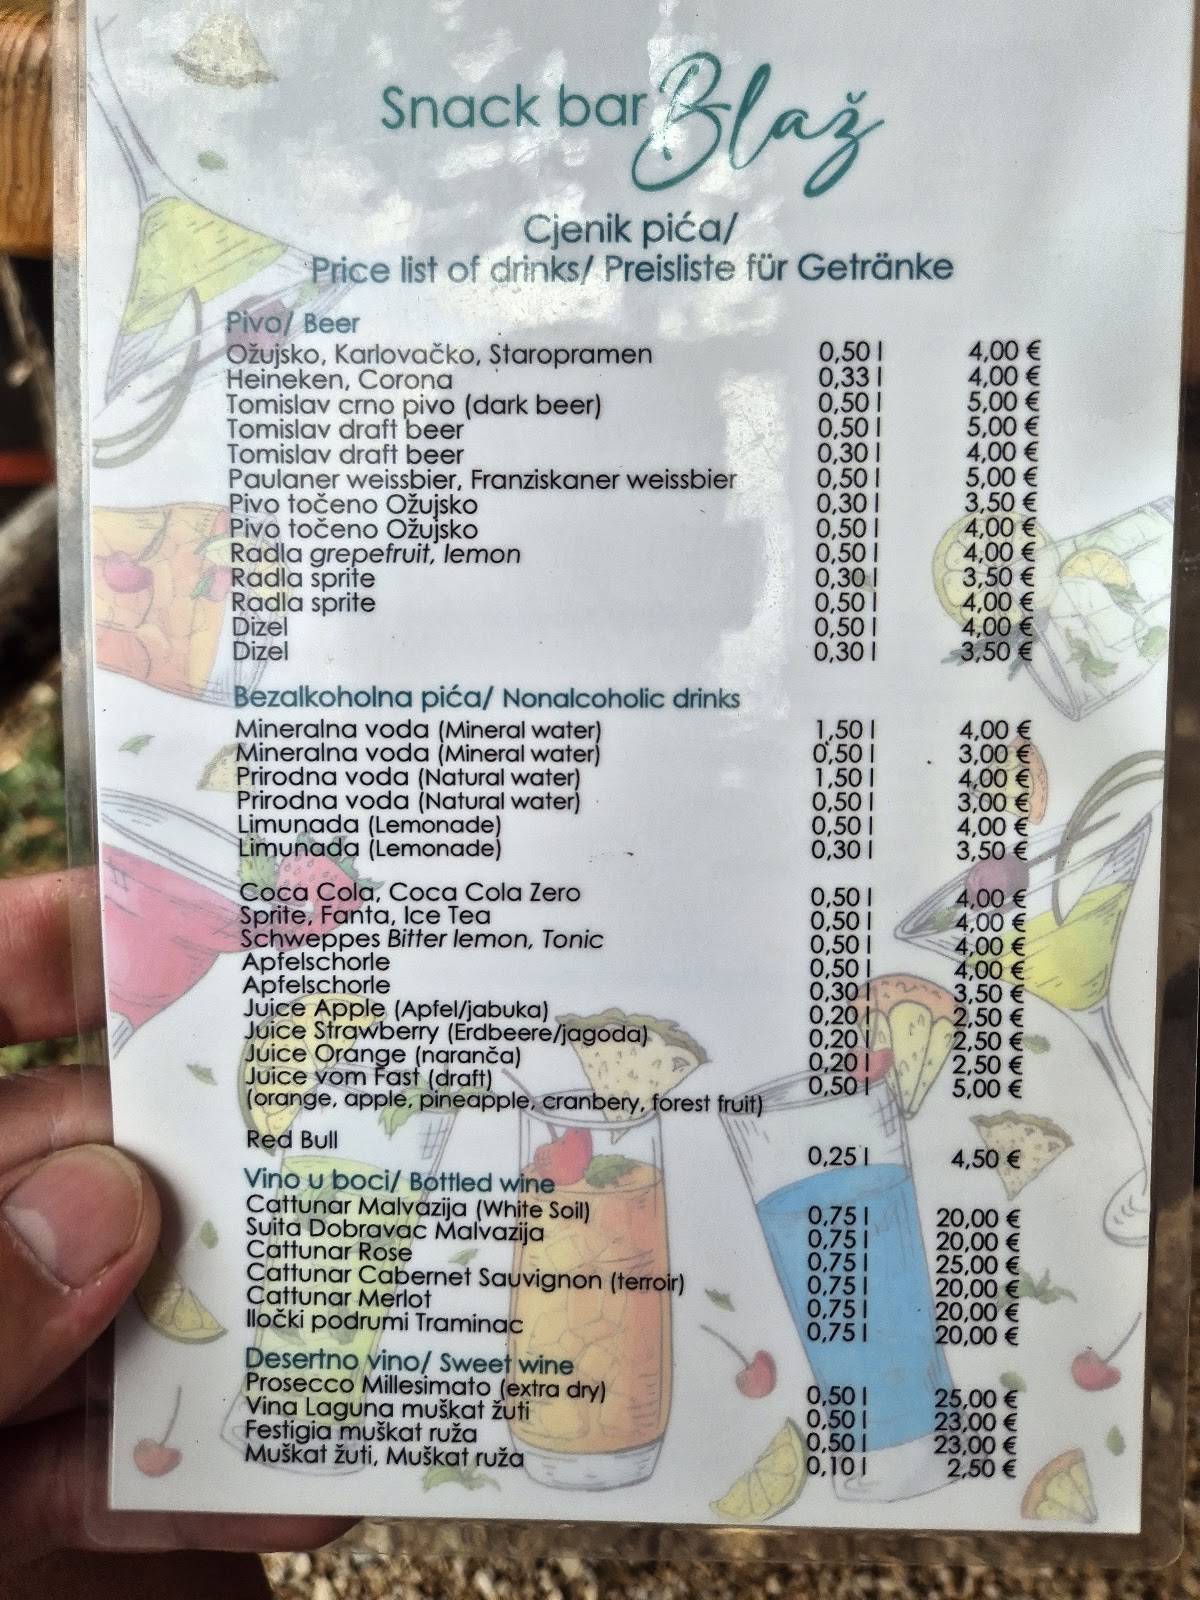 Snack bar Blaž
Cjenik pića/
Price list of drinks/ Preisliste für Getränke
Pivo/ Beer
Ožujsko, Karlovačko, Staropramen 0,50 l 4,00 €
Heineken, Corona 0,33 l 4,00 €
Tomislav crno pivo (dark beer) 0,50 l 5,00 €
Tomislav draft beer 0,50 l 5,00 €
Tomislav draft beer 0,30 l 4,00 €
Paulaner weissbier, Franziskaner weissbier 0,50 l 5,00 €
Pivo točeno Ožujsko 0,30 l 3,50 €
Pivo točeno Ožujsko 0,50 l 4,00 €
Radla grepefruit, lemon 0,50 l 4,00 €
Radla sprite 0,30 l 3,50 €
Radla sprite 0,50 l 4,00 €
Dizel 0,50 l 4,00 €
Dizel 0,30 l 3,50 €
Bezalkoholna pića/ Nonalcoholic drinks
Mineralna voda (Mineral water) 1,50 l 4,00 €
Mineralna voda (Mineral water) 0,50 l 3,00 €
Prirodna voda (Natural water) 1,50 l 4,00 €
Prirodna voda (Natural water) 0,50 l 3,00 €
Limunada (Lemonade) 0,50 l 4,00 €
Limunada (Lemonade) 0,30 l 3,50 €
Coca Cola, Coca Cola Zero 0,50 l 4,00 €
Sprite, Fanta, Ice Tea 0,50 l 4,00 €
Schweppes Bitter lemon, Tonic 0,50 l 4,00 €
Apfelschorle 0,50 l 4,00 €
Apfelschorle 0,30 l 3,50 €
Juice Apple (Apfel/jabuka) 0,20 l 2,50 €
Juice Strawberry (Erdbeere/jagoda) 0,20 l 2,50 €
Juice Orange (naranča) 0,20 l 2,50 €
Juice vom Fast (draft) 0,50 l 5,00 €
(orange, apple, pineapple, cranbery, forest fruit)
Red Bull 0,25 l 4,50 €
Vino u boci/ Bottled wine
Cattunar Malvazija (White Soil) 0,75 l 20,00 €
Suita Dobravac Malvazija 0,75 l 20,00 €
Cattunar Rose 0,75 l 25,00 €
Cattunar Cabernet Sauvignon (terroir) 0,75 l 20,00 €
Cattunar Merlot 0,75 l 20,00 €
Iločki podrumi Traminac 0,75 l 20,00 €
Desertno vino/ Sweet wine
Prosecco Millesimato (extra dry) 0,50 l 25,00 €
Vina Laguna muškat žuti 0,50 l 23,00 €
Festigia muškat ruža 0,50 l 23,00 €
Muškat žuti, Muškat ruža 0,10 l 2,50 €